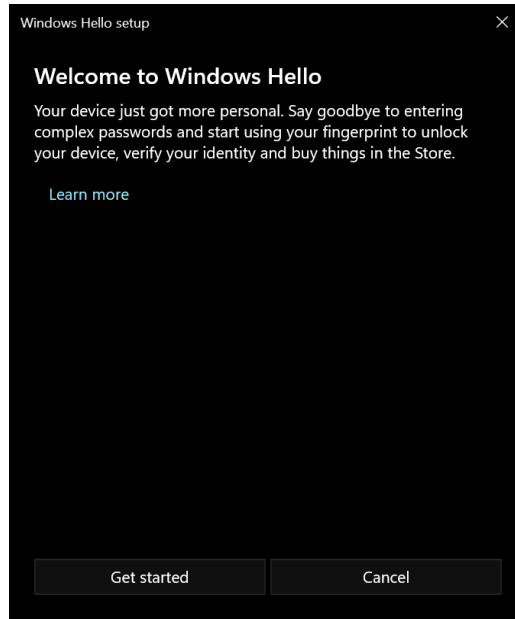 Windows Hello setup
Welcome to Windows Hello
Your device just got more personal. Say goodbye to entering
complex passwords and start using your fingerprint to unlock
your device, verify your identity and buy things in the Store.
Learn more
Get started
Cancel